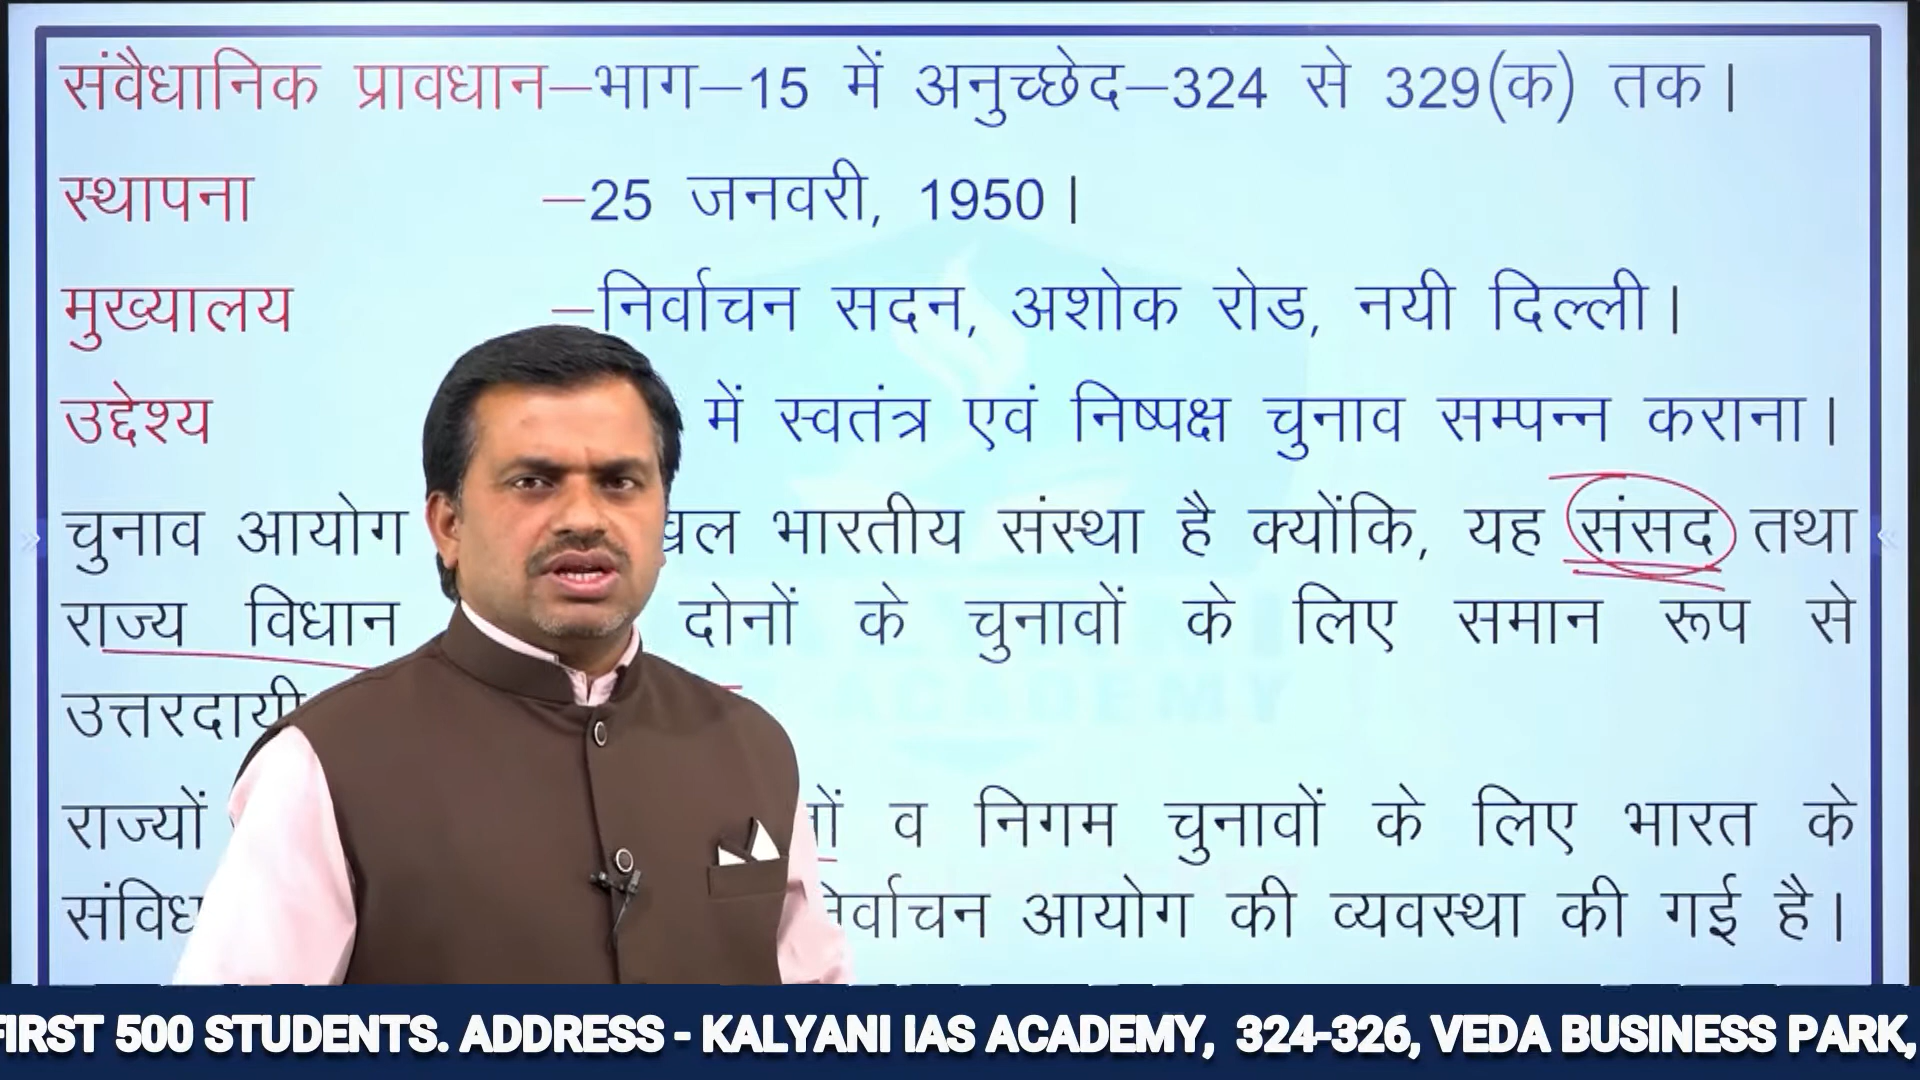 संवैधानिक प्रावधान–भाग–15 में अनुच्छेद–324 से 329(क) तक।
स्थापना –25 जनवरी, 1950।
मुख्यालय –निर्वाचन सदन, अशोक रोड, नयी दिल्ली।
उद्देश्य में स्वतंत्र एवं निष्पक्ष चुनाव सम्पन्न कराना।
चुनाव आयोग भारतीय संस्था है क्योंकि, यह संसद तथा
राज्य विधान दोनों के चुनावों के लिए समान रूप से
उत्तरदायी
राज्यों व निगम चुनावों के लिए भारत के
आयोग की व्यवस्था की गई है।
ACADEMY
FIRST 500 STUDENTS. ADDRESS - KALYANI IAS ACADEMY, 324-326, VEDA BUSINESS PARK,